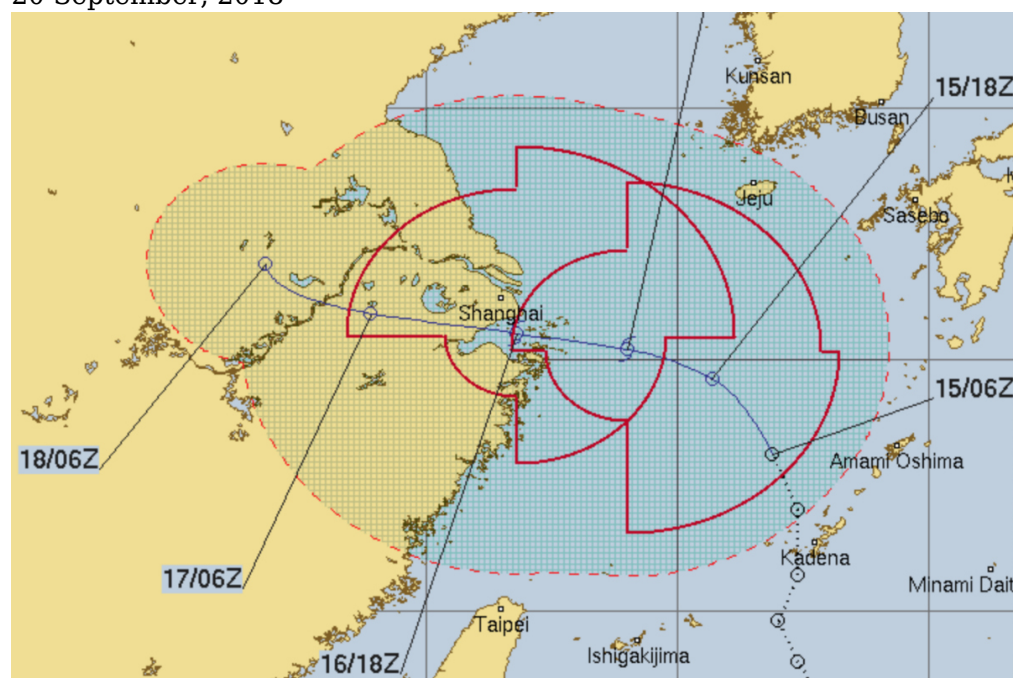 Kunsan
15/18Z
Busan
Jeju
Sasebo
Shanghai
15/06Z
Amami Oshima
18/06Z
Kadena
17/06Z
Minami Dait
Taipei
16/18Z
Ishigakijima